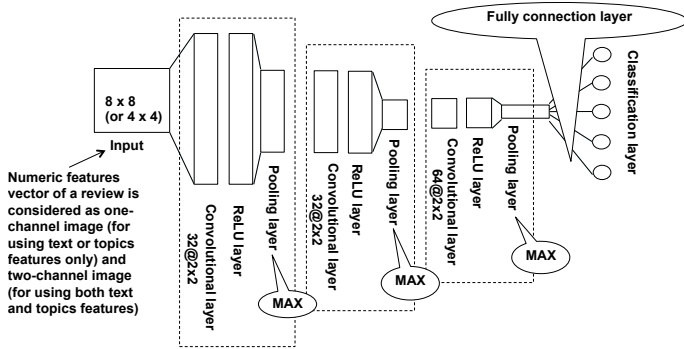 Fully connection layer
8 x 8
(or 4 x 4)
Input
Numeric features
vector of a review is
considered as one-
channel image (for
using text or topics
features only) and
two-channel image
(for using both text
and topics features)
Convolutional layer
32@2x2
ReLU layer
Pooling layer
MAX
Convolutional layer
32@2x2
ReLU layer
Pooling layer
MAX
Convolutional layer
64@2x2
ReLU layer
Pooling layer
MAX
Classification layer